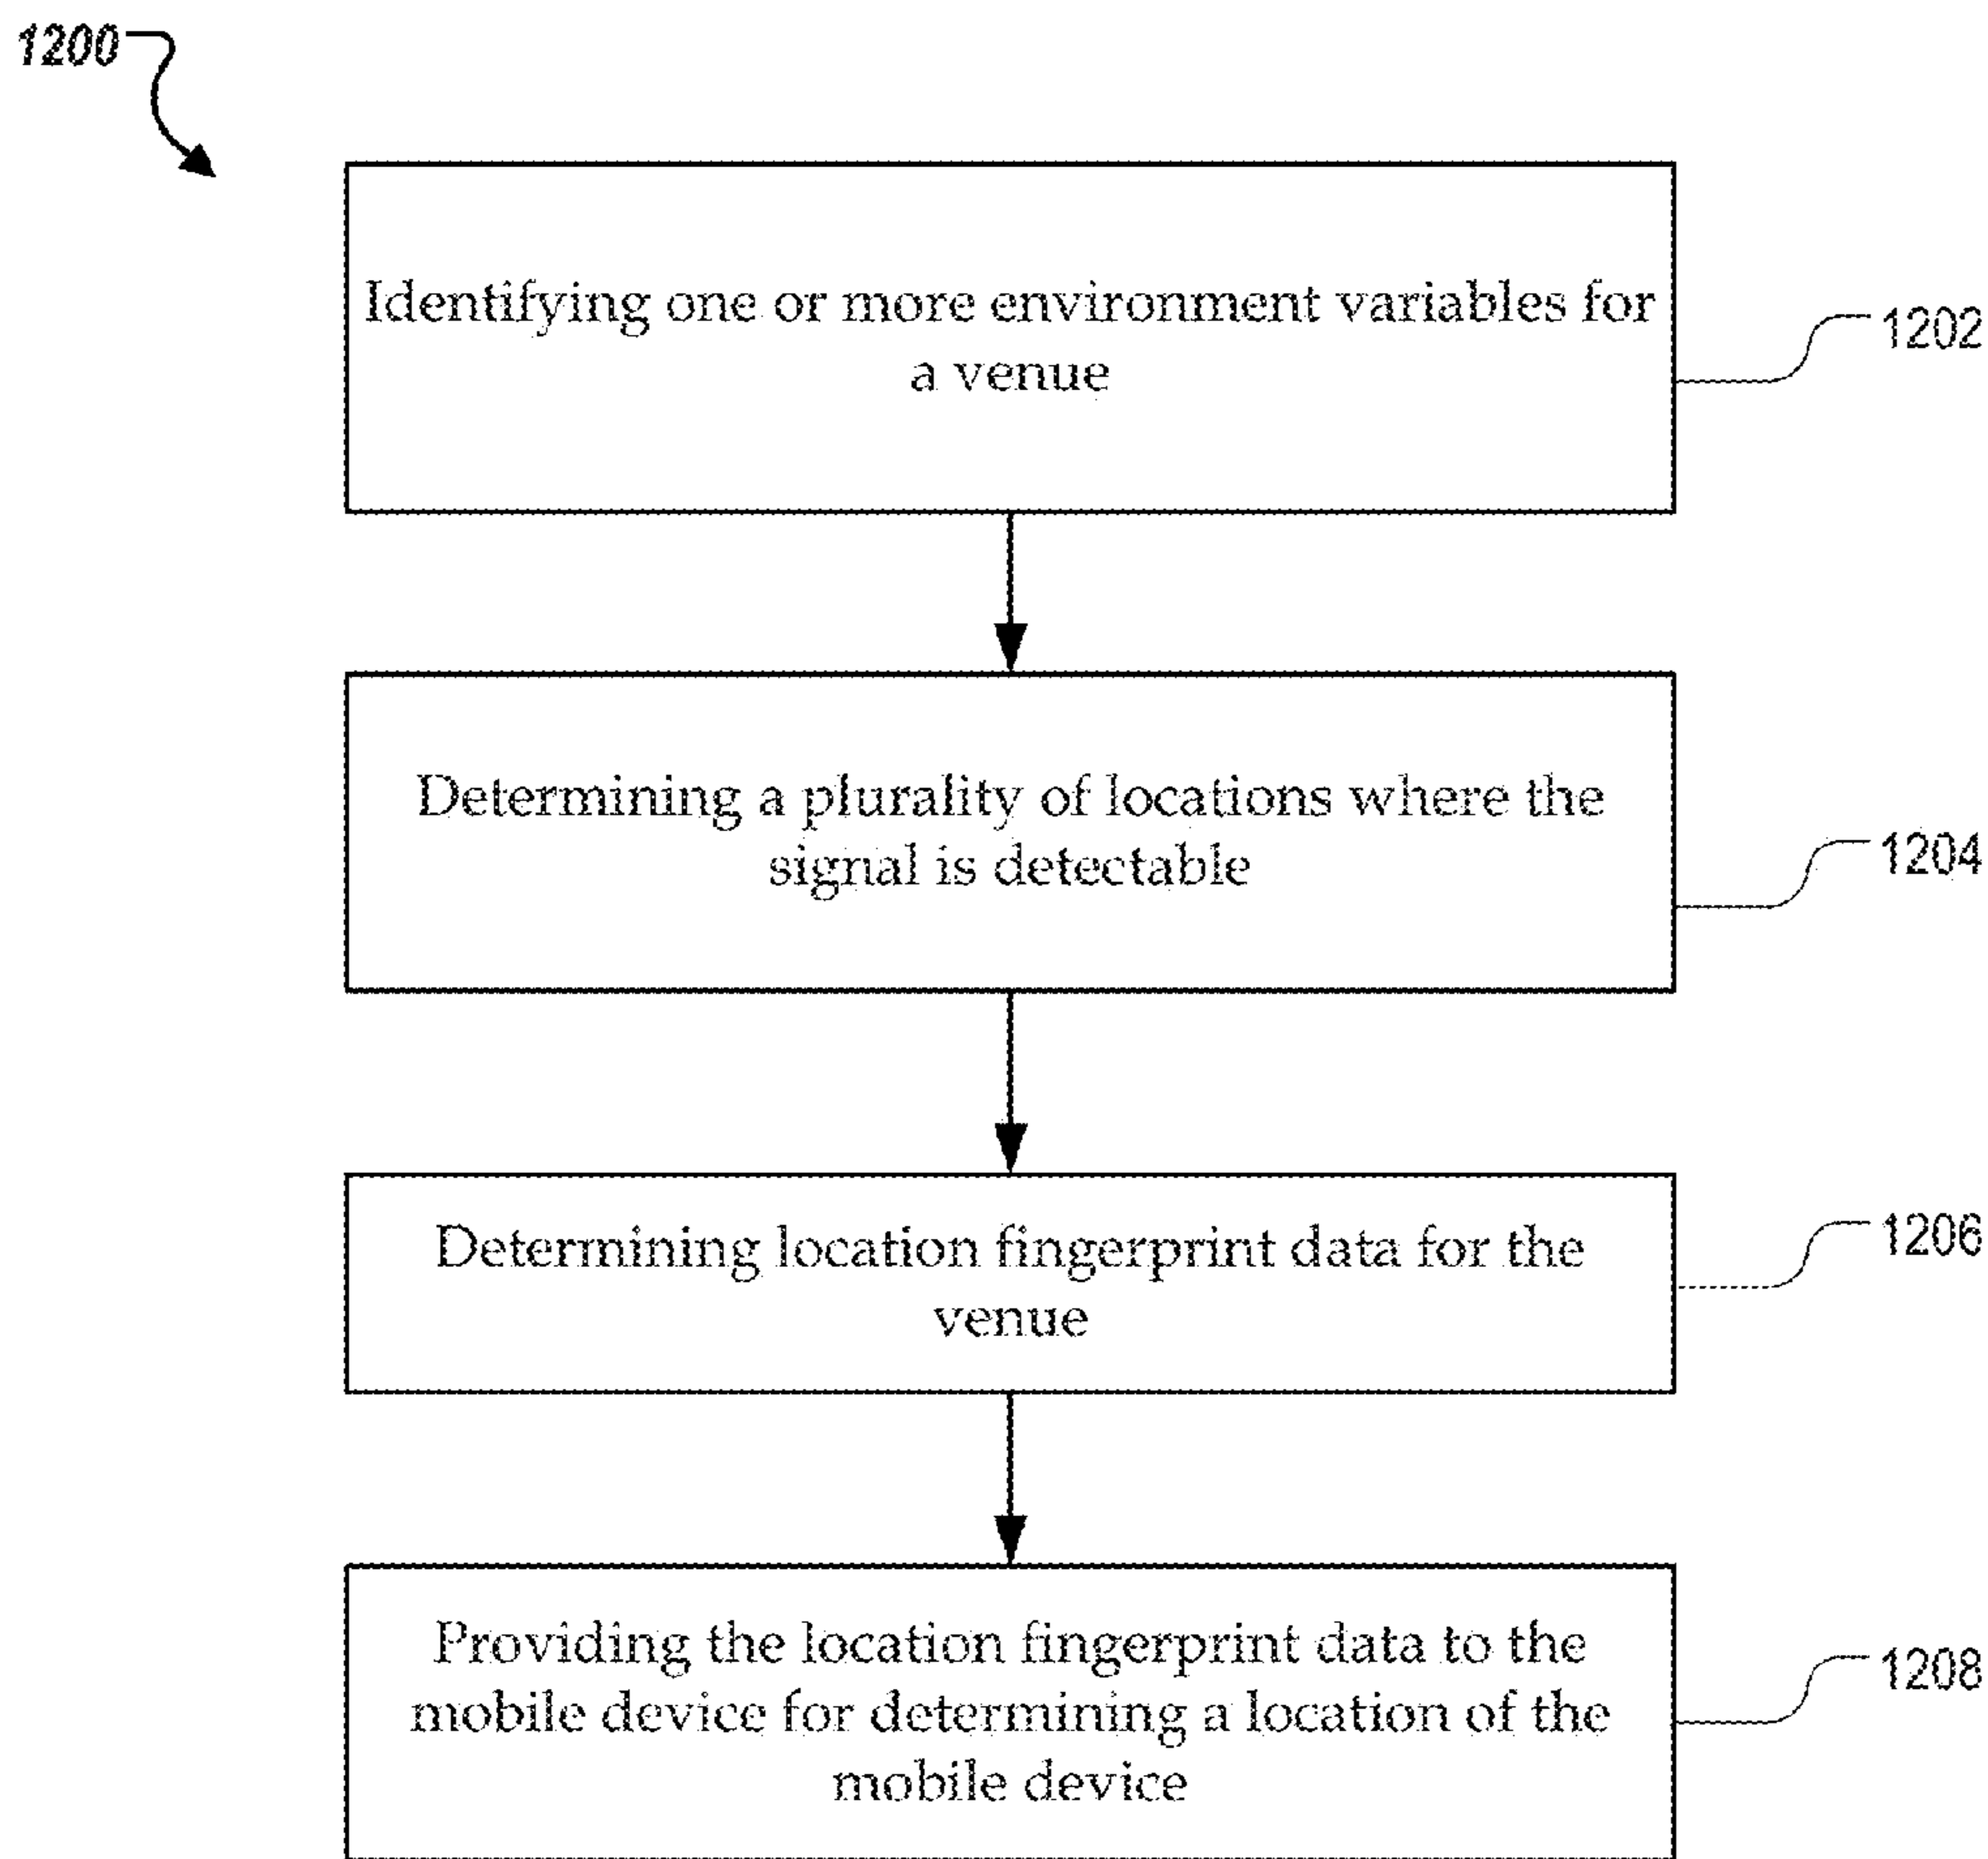 1200
Identifying one or more environment variables for
a venue
1202
Determining a plurality of locations where the
signal is detectable
1204
Determining location fingerprint data for the
venue
1206
Providing the location fingerprint data to the
mobile device for determining a location of the
mobile device
1208